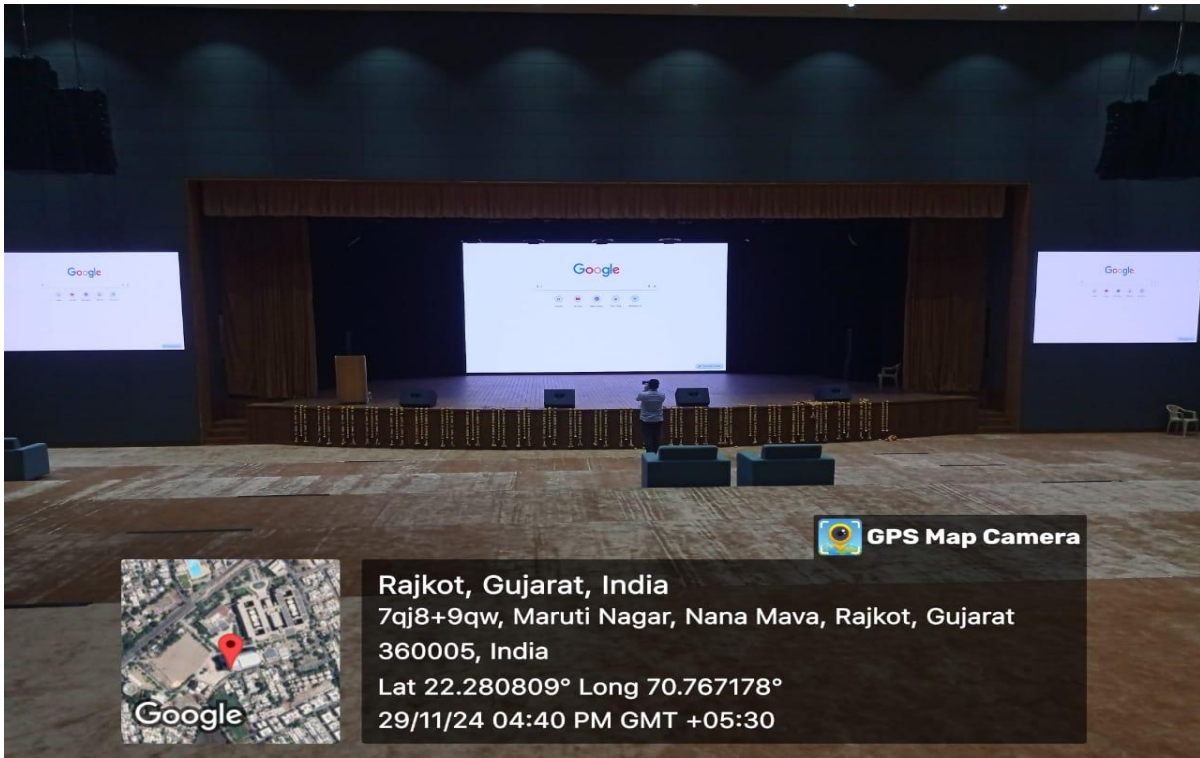 Google
Google
Google
GPS Map Camera
Rajkot, Gujarat, India
7qj8+9qw, Maruti Nagar, Nana Mava, Rajkot, Gujarat
360005, India
Lat 22.280809° Long 70.767178°
29/11/24 04:40 PM GMT +05:30
Google